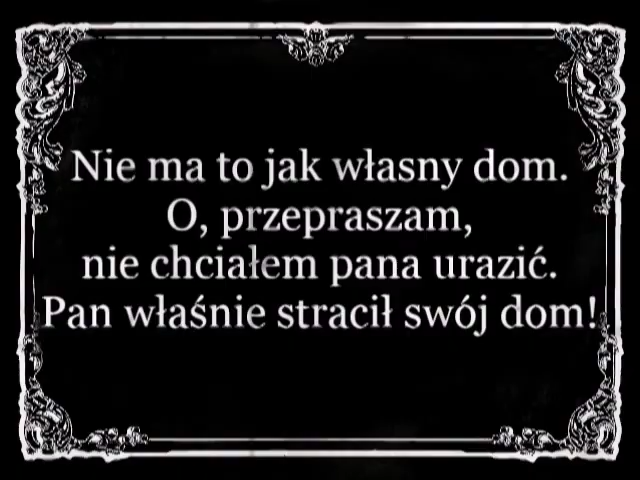 Nie ma to jak własny dom.
O, przepraszam,
nie chciałem pana urazić.
Pan właśnie stracił swój dom!